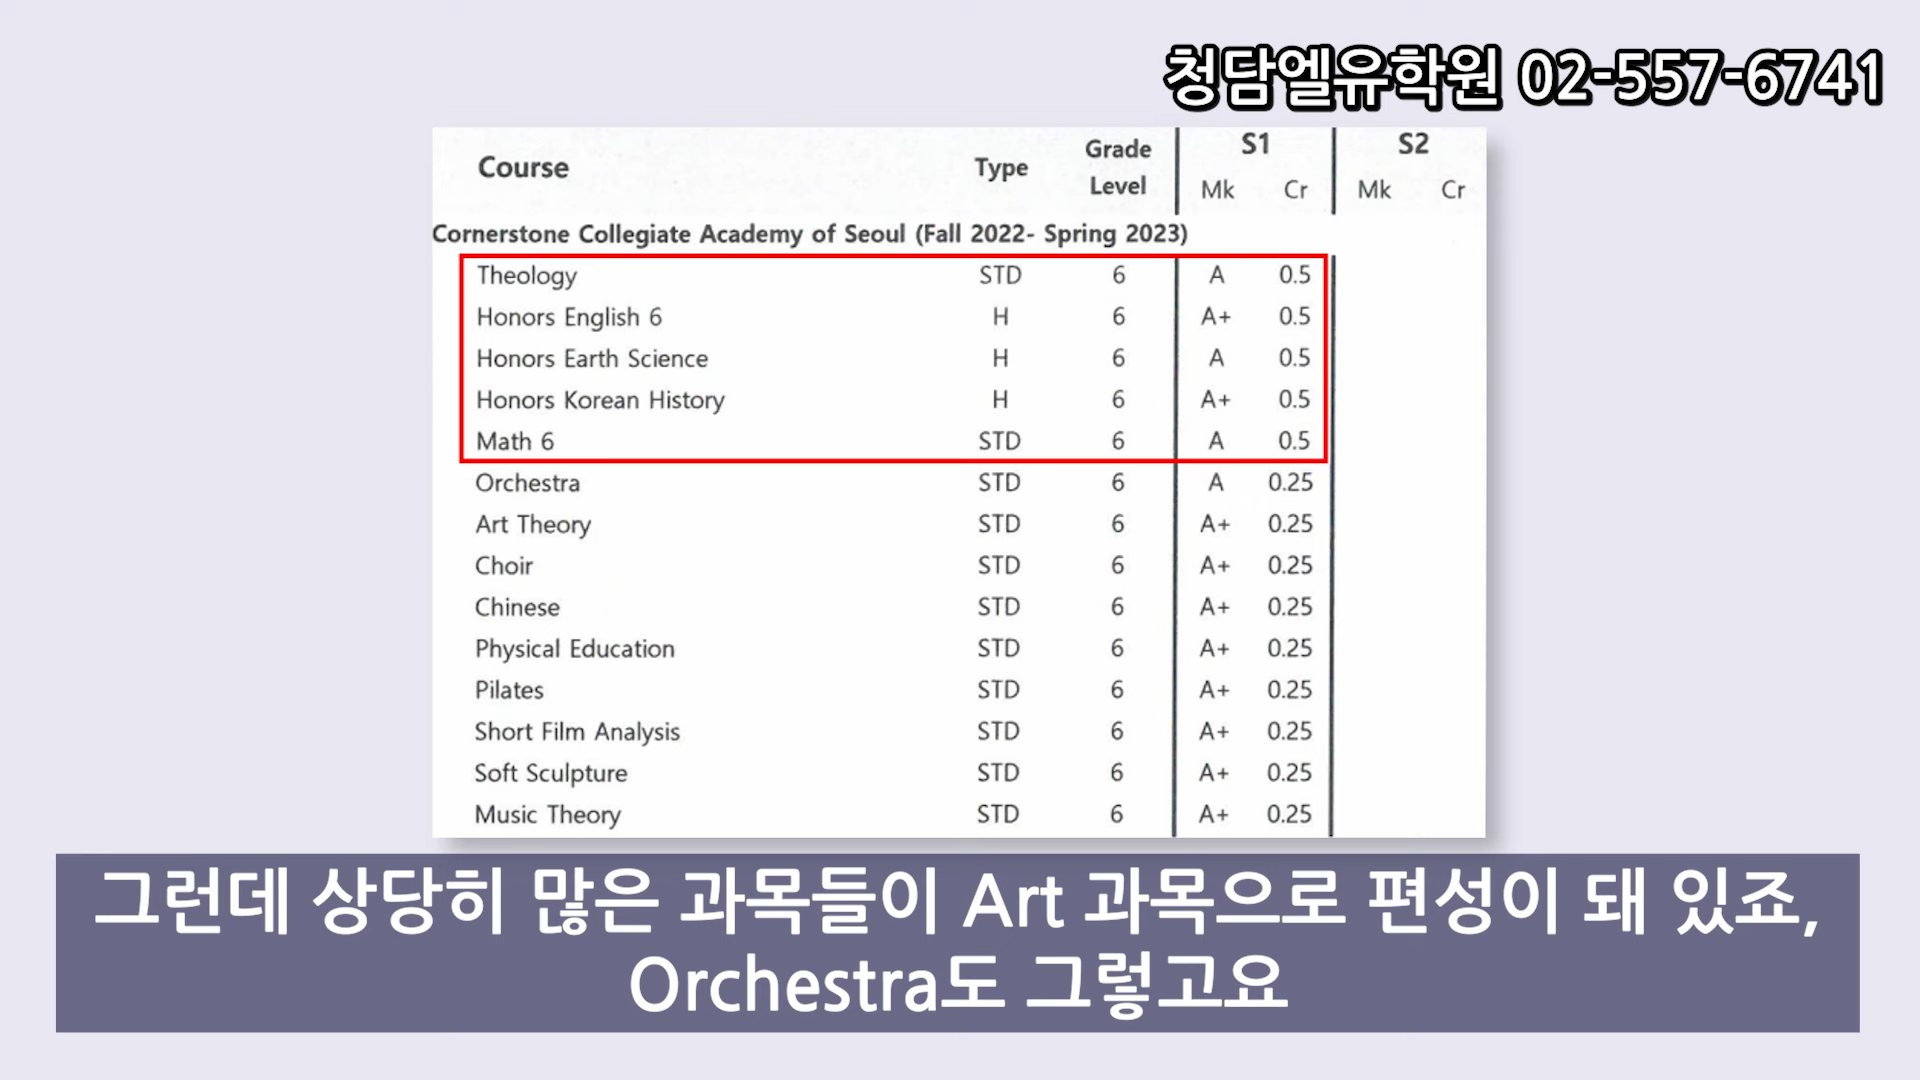 청담엘유학원 02-557-6741
Course Type Grade Level S1 S2
Mk Cr Mk Cr
Cornerstone Collegiate Academy of Seoul (Fall 2022- Spring 2023)
Theology STD 6 A 0.5
Honors English 6 H 6 A+ 0.5
Honors Earth Science H 6 A 0.5
Honors Korean History H 6 A+ 0.5
Math 6 STD 6 A 0.5
Orchestra STD 6 A 0.25
Art Theory STD 6 A+ 0.25
Choir STD 6 A+ 0.25
Chinese STD 6 A+ 0.25
Physical Education STD 6 A+ 0.25
Pilates STD 6 A+ 0.25
Short Film Analysis STD 6 A+ 0.25
Soft Sculpture STD 6 A+ 0.25
Music Theory STD 6 A+ 0.25
그런데 상당히 많은 과목들이 Art 과목으로 편성이 돼 있죠,
Orchestra도 그렇고요